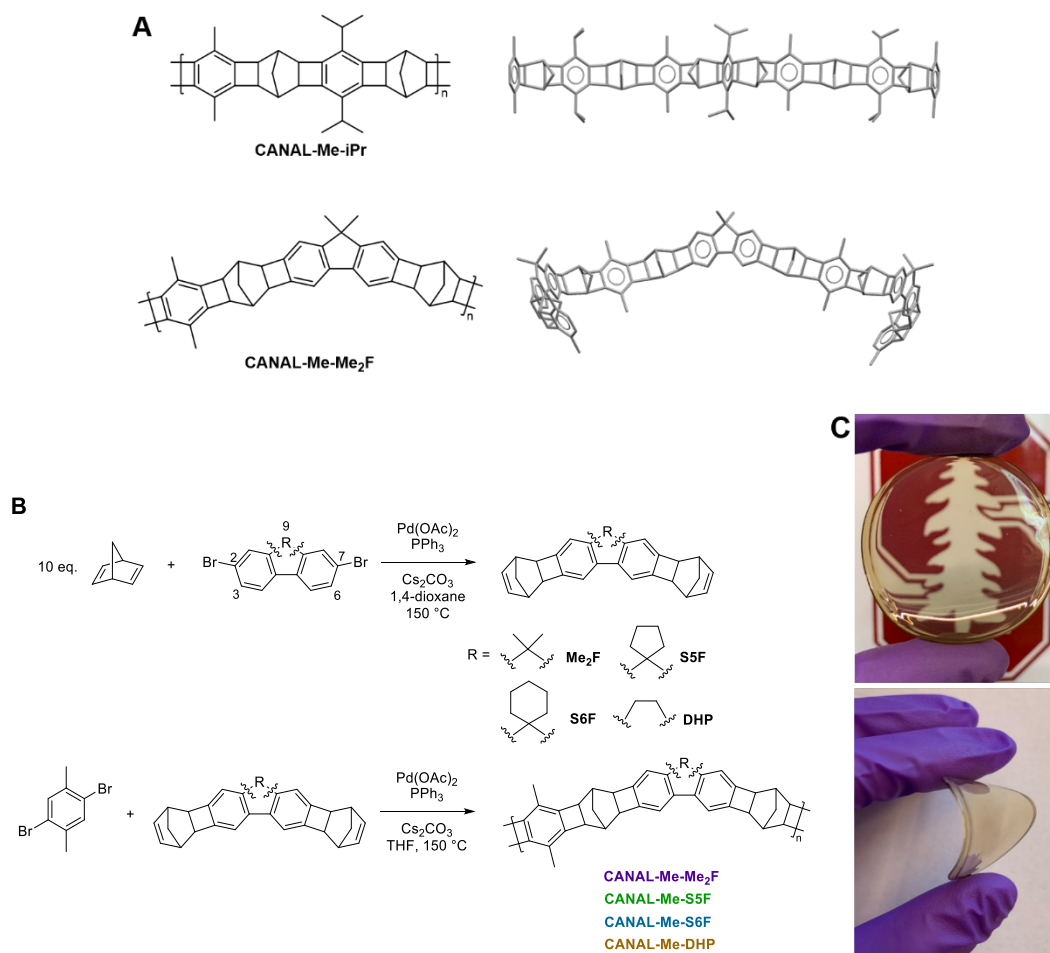 A
n
CANAL-Me-iPr
n
CANAL-Me-Me₂F
C
B
10 eq.
+
Br
2
9
R
7
Br
3
6
Pd(OAc)₂
PPh₃
Cs₂CO₃
1,4-dioxane
150 °C
R
R =
Me₂F
S5F
S6F
DHP
Br
Br
+
R
Pd(OAc)₂
PPh₃
Cs₂CO₃
THF, 150 °C
R
n
CANAL-Me-Me₂F
CANAL-Me-S5F
CANAL-Me-S6F
CANAL-Me-DHP